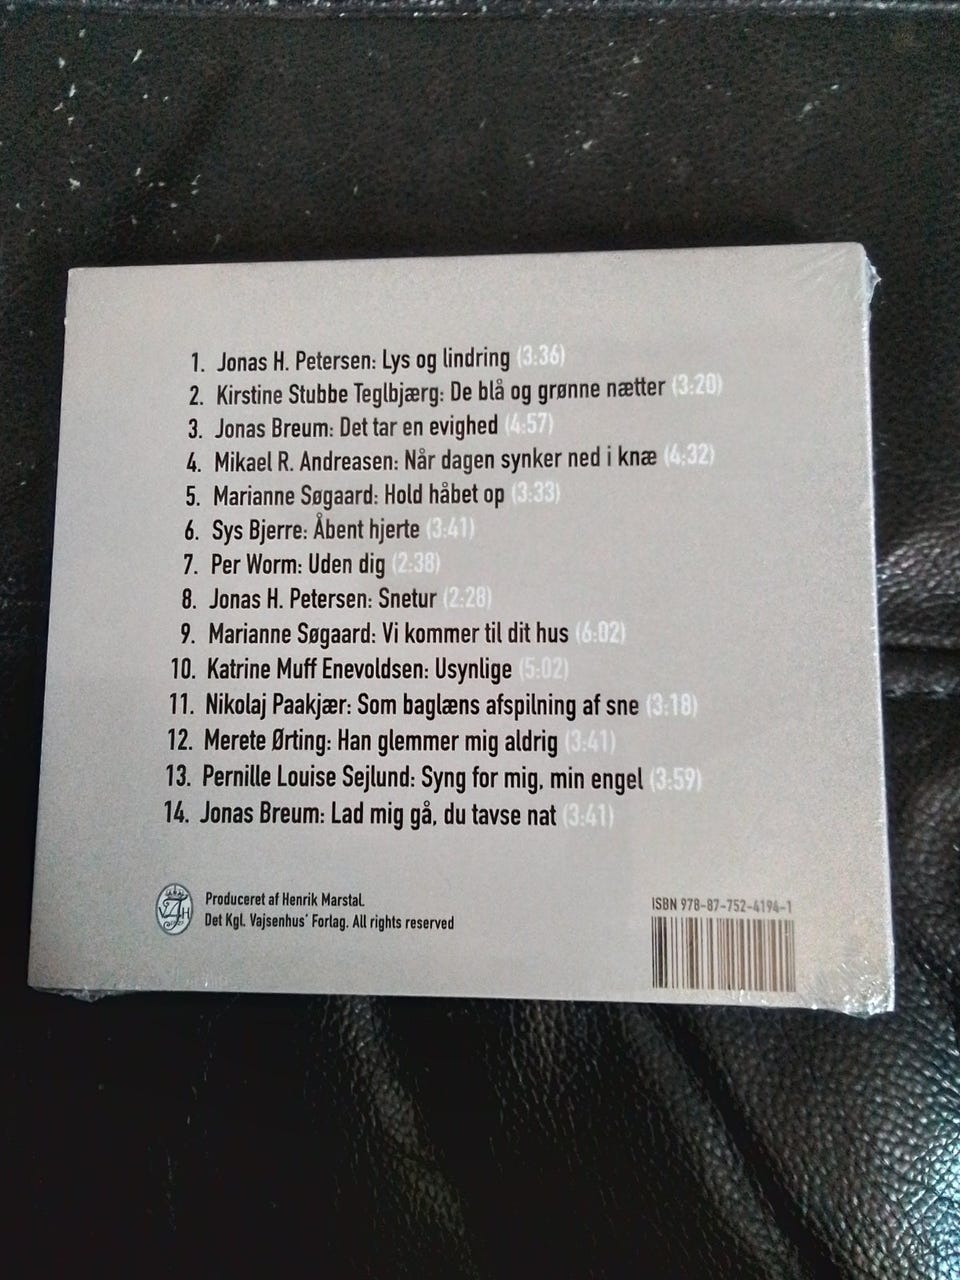 1. Jonas H. Petersen: Lys og lindring (3:36)
2. Kirstine Stubbe Teglbjærg: De blå og grønne nætter (3:20)
3. Jonas Breum: Det tar en evighed (4:57)
4. Mikael R. Andreasen: Når dagen synker ned i knæ (4:32)
5. Marianne Søgaard: Hold håbet op (3:33)
6. Sys Bjerre: Åbent hjerte (3:41)
7. Per Worm: Uden dig (2:38)
8. Jonas H. Petersen: Snetur (2:28)
9. Marianne Søgaard: Vi kommer til dit hus (6:02)
10. Katrine Muff Enevoldsen: Usynlige (5:02)
11. Nikolaj Paakjær: Som baglæns afspilning af sne (3:18)
12. Merete Ørting: Han glemmer mig aldrig (3:41)
13. Pernille Louise Sejlund: Syng for mig, min engel (3:59)
14. Jonas Breum: Lad mig gå, du tavse nat (3:41)
Produceret af Henrik Marstal.
Det Kgl. Vajsenhus' Forlag. All rights reserved
ISBN 978-87-752-4194-1